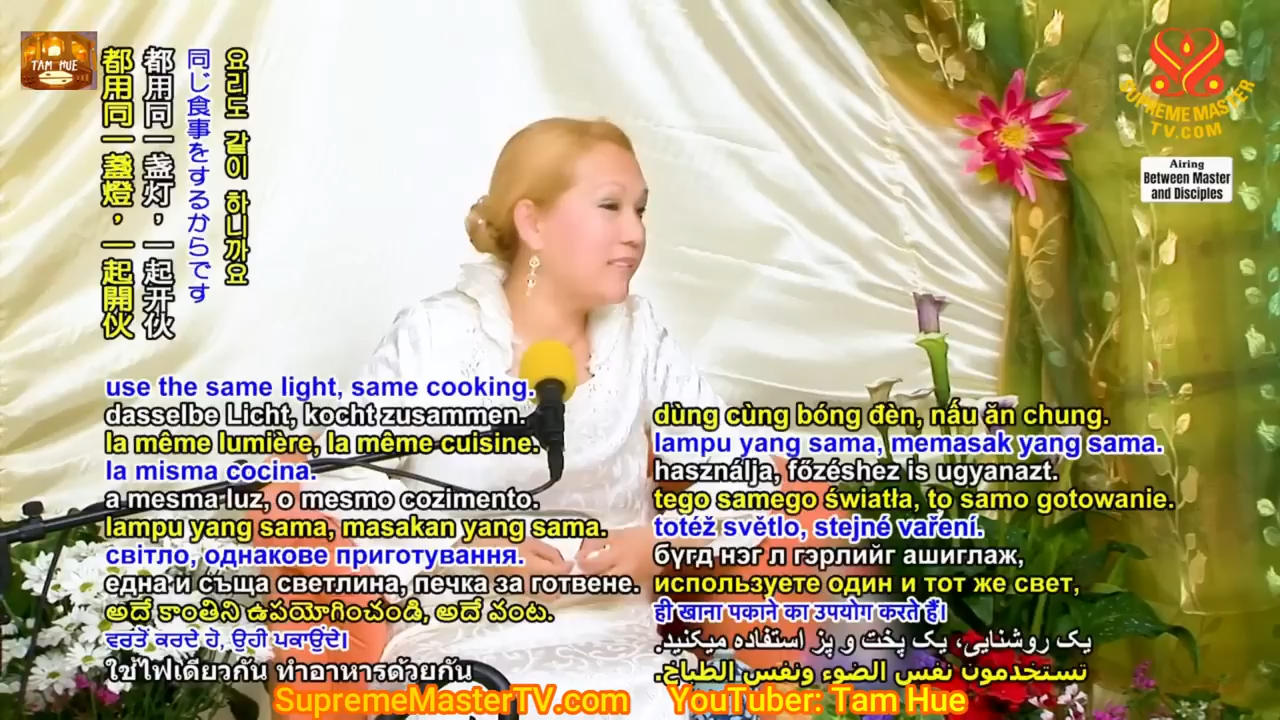 TAM HUE
요리도 같이 하니까요
同じ食事をするからです
都用同一盏灯，一起开伙
都用同一盞燈，一起開伙
SUPREME MASTER
TV.COM
Airing
Between Master
and Disciples
use the same light, same cooking.
dasselbe Licht, kocht zusammen.
la même lumière, la même cuisine.
la misma cocina.
a mesma luz, o mesmo cozimento.
lampu yang sama, masakan yang sama.
світло, однакове приготування.
една и съща светлина, печка за готвене.
అదే కాంతిని ఉపయోగించండి, అదే వంట.
ਵਰਤੋਂ ਕਰਦੇ ਹੋ, ਉਹੀ ਪਕਾਉਂਦੇ।
ใช้ไฟเดียวกัน ทำอาหารด้วยกัน
dùng cùng bóng đèn, nấu ăn chung.
lampu yang sama, memasak yang sama.
használja, főzéshez is ugyanazt.
tego samego światła, to samo gotowanie.
totéž světlo, stejné vaření.
бүгд нэг л гэрлийг ашиглаж,
используете один и тот же свет,
ही खाना पकाने का उपयोग करते हैं।
یک روشنایی، یک پخت و پز استفاده میکنید.
تستخدمون نفس الضوء ونفس الطباخ.
SupremeMasterTV.com
YouTuber: Tam Hue